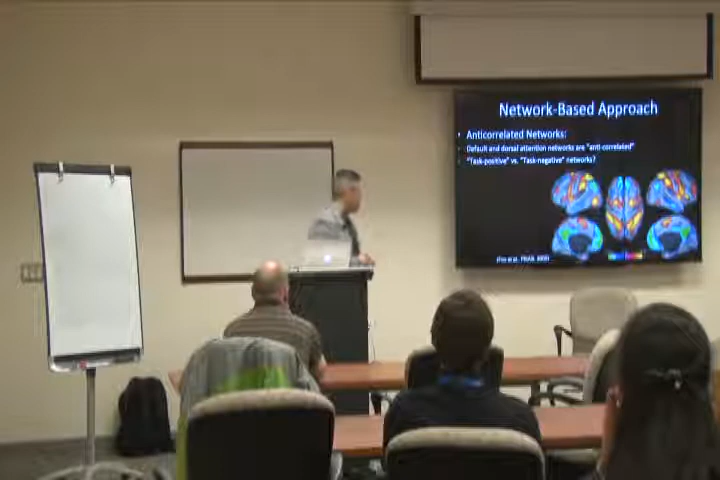 Network-Based Approach
• Anticorrelated Networks:
• Default and dorsal attention networks are "anti-correlated"
• "Task-positive" vs. "Task-negative" networks?